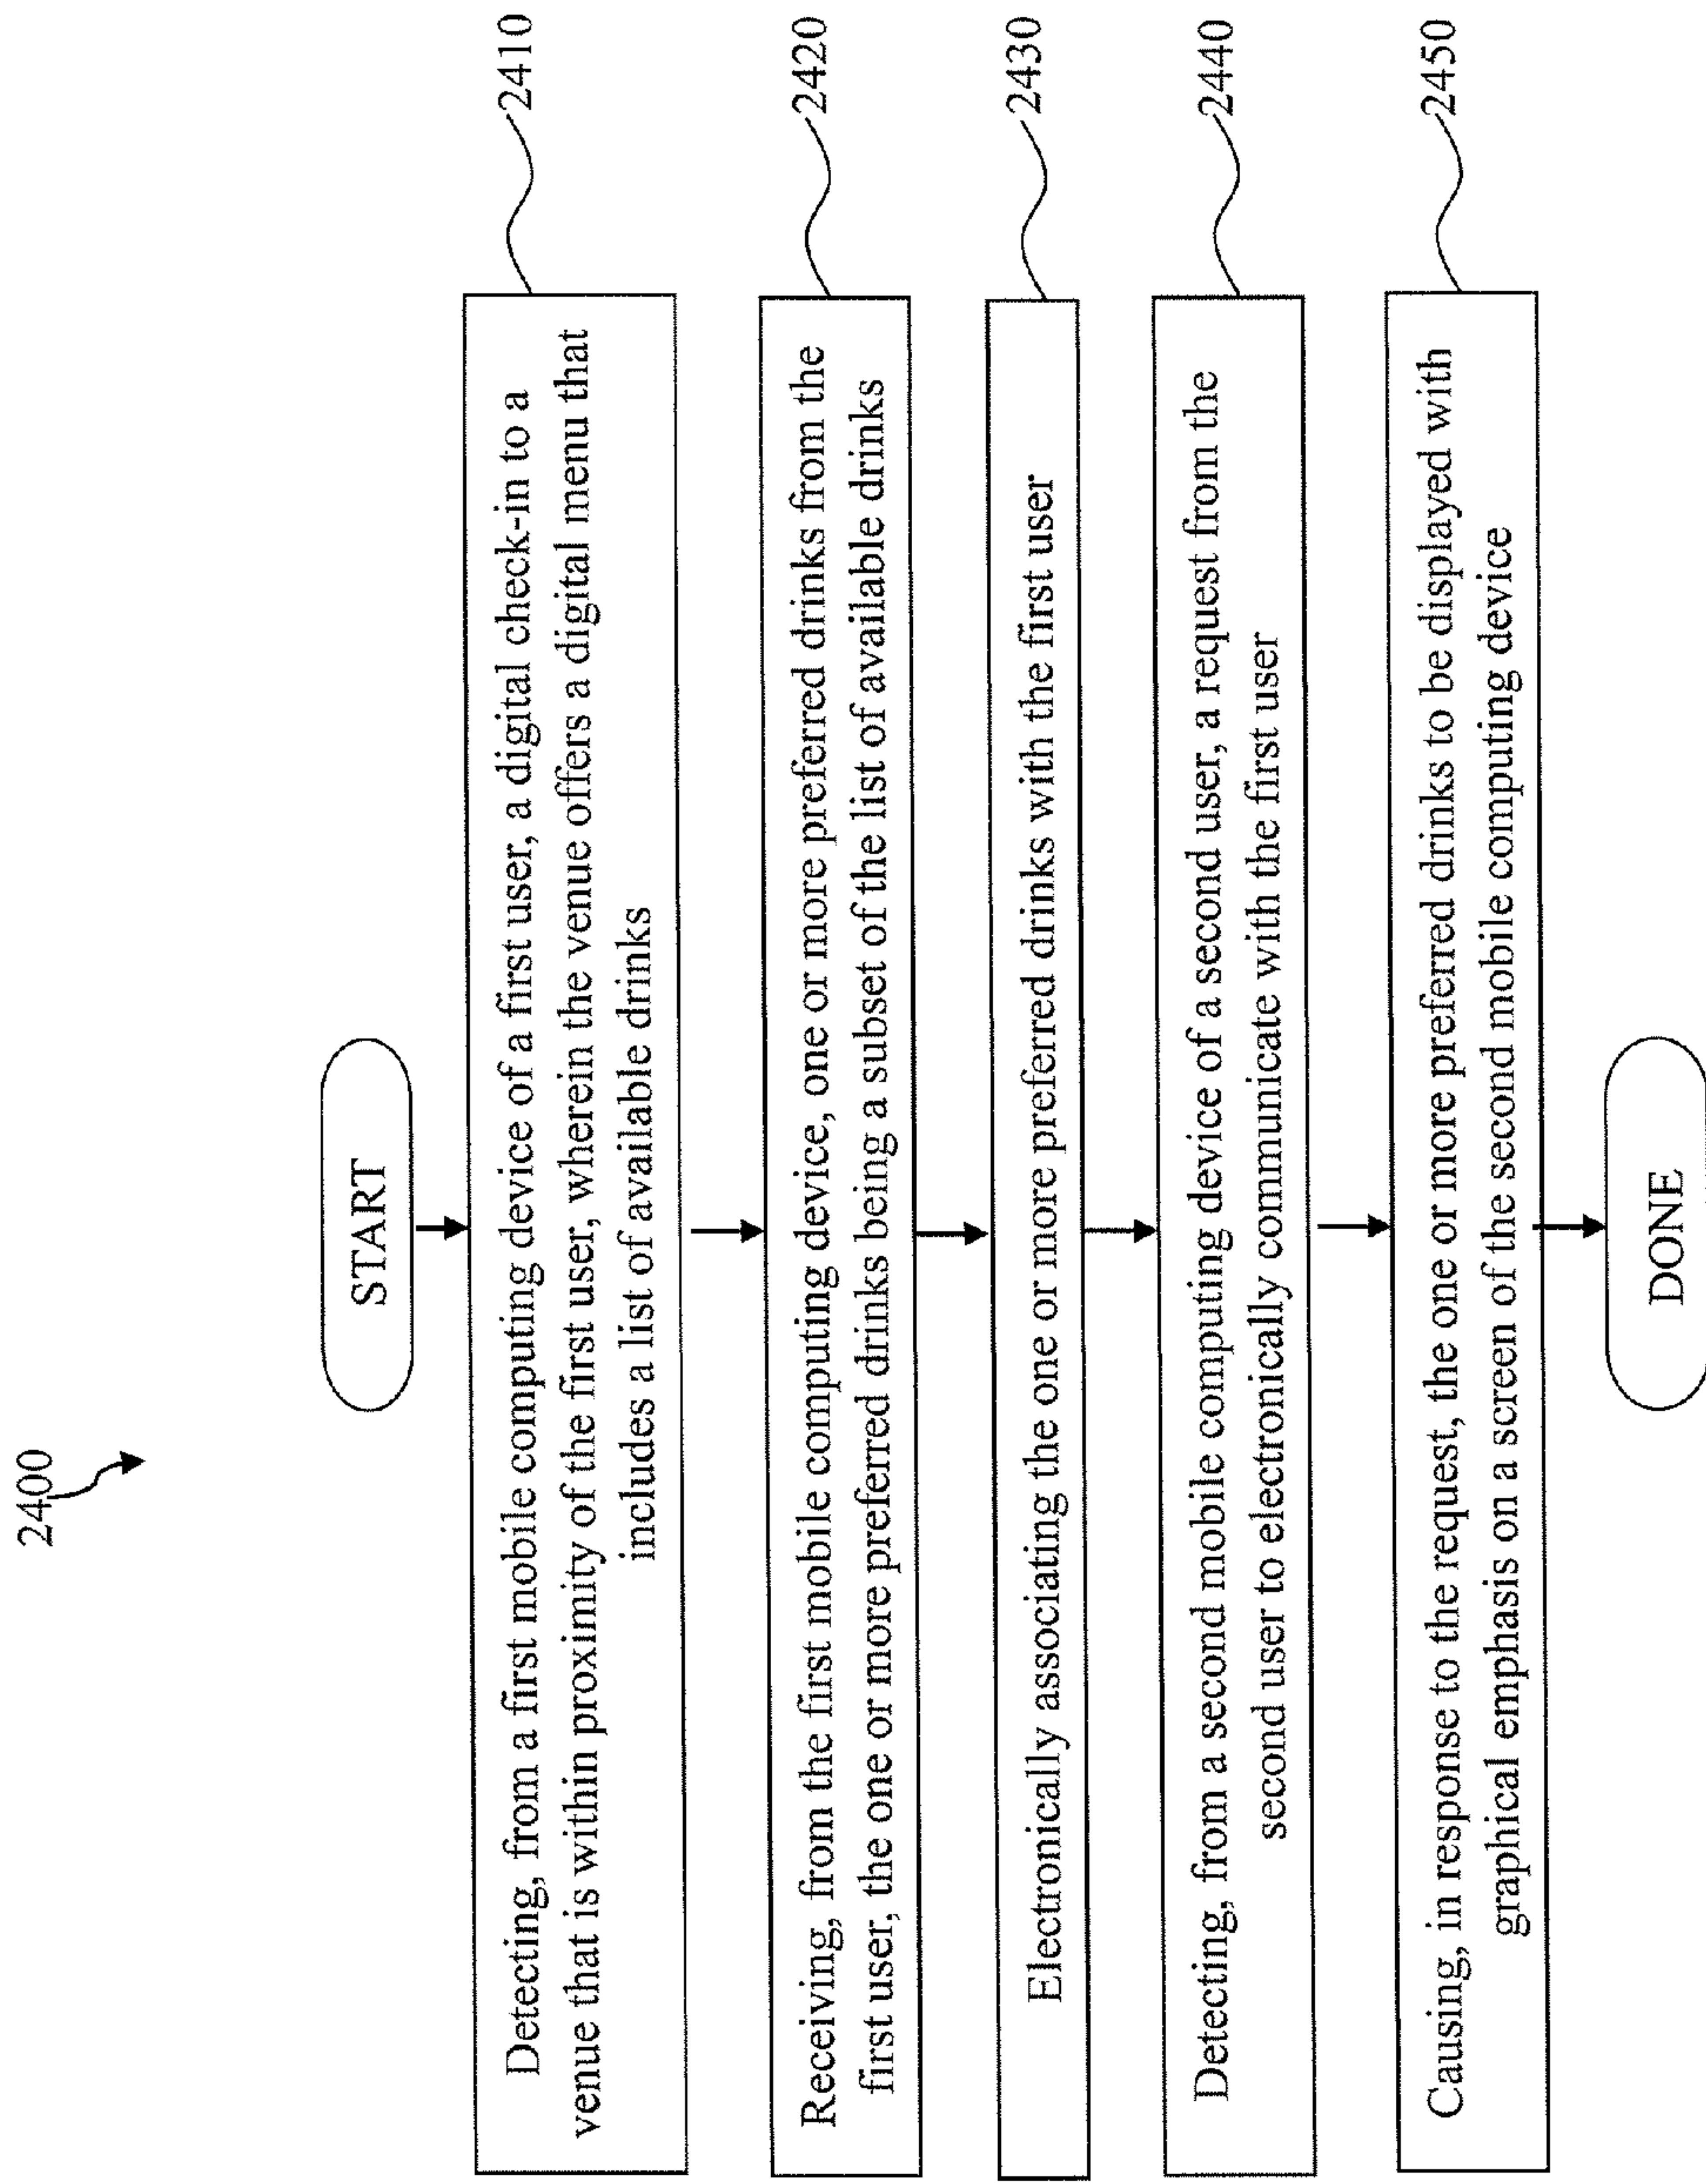 2400
START
Detecting, from a first mobile computing device of a first user, a digital check-in to a
venue that is within proximity of the first user, wherein the venue offers a digital menu that
includes a list of available drinks
2410
Receiving, from the first mobile computing device, one or more preferred drinks from the
first user, the one or more preferred drinks being a subset of the list of available drinks
2420
Electronically associating the one or more preferred drinks with the first user
2430
Detecting, from a second mobile computing device of a second user, a request from the
second user to electronically communicate with the first user
2440
Causing, in response to the request, the one or more preferred drinks to be displayed with
graphical emphasis on a screen of the second mobile computing device
2450
DONE